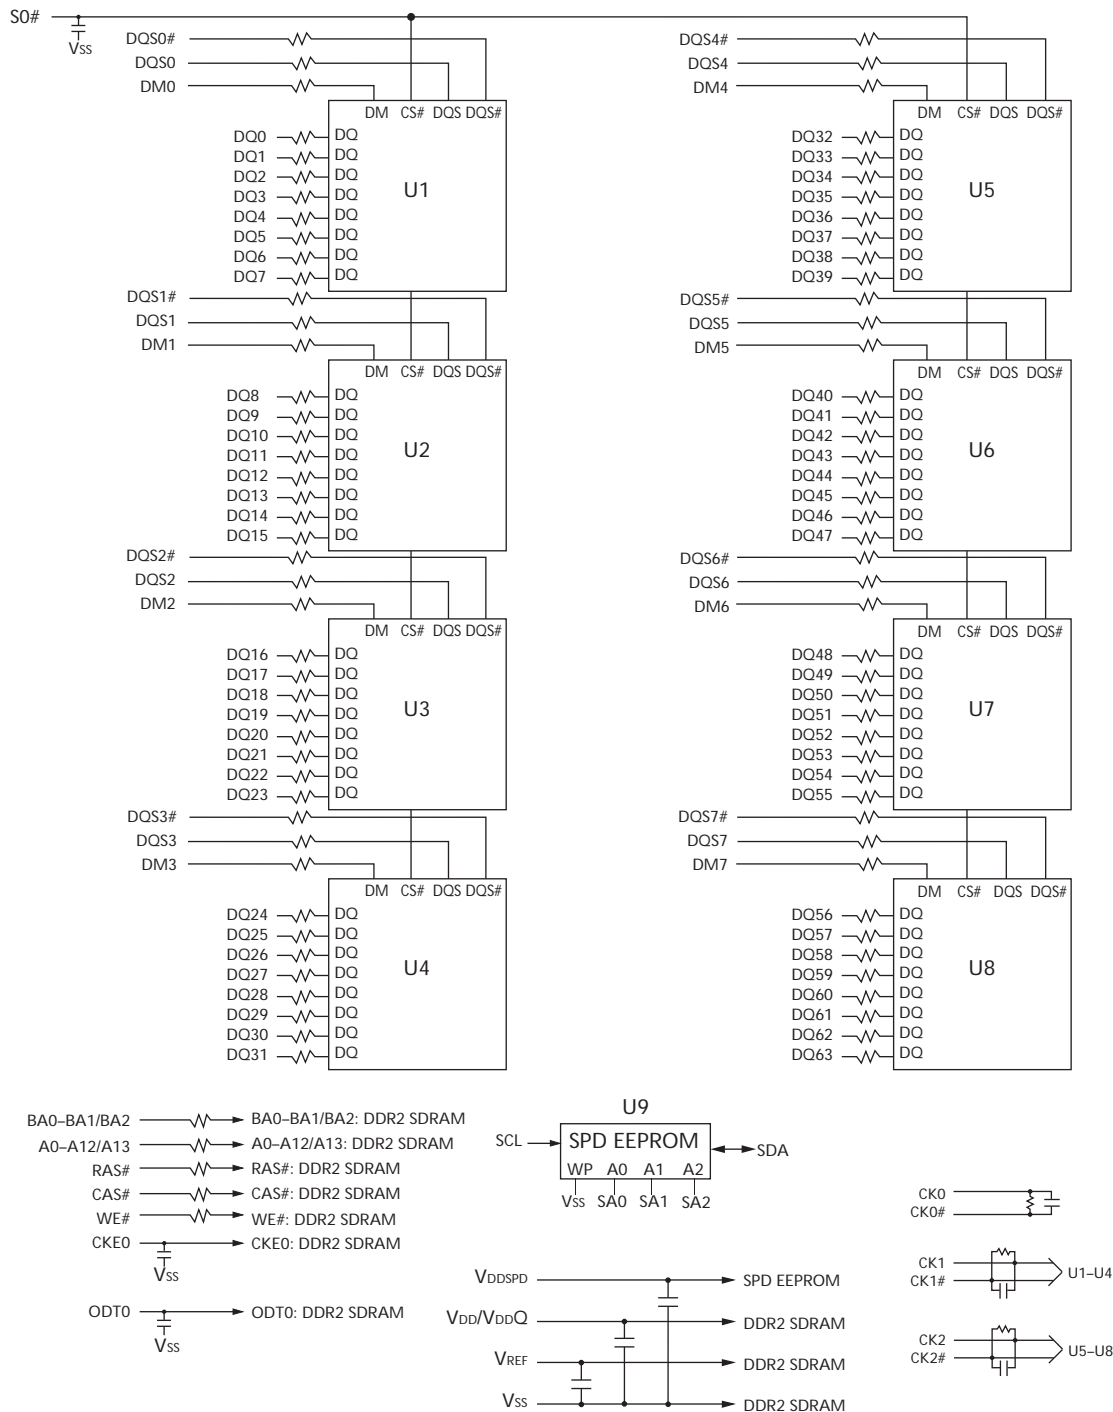 S0#
VSS
DQS0#
DQS0
DM0
DM CS# DQS DQS#
DQ0 DQ
DQ1 DQ
DQ2 DQ
DQ3 DQ
DQ4 DQ
DQ5 DQ
DQ6 DQ
DQ7 DQ
U1
DQS1#
DQS1
DM1
DM CS# DQS DQS#
DQ8 DQ
DQ9 DQ
DQ10 DQ
DQ11 DQ
DQ12 DQ
DQ13 DQ
DQ14 DQ
DQ15 DQ
U2
DQS2#
DQS2
DM2
DM CS# DQS DQS#
DQ16 DQ
DQ17 DQ
DQ18 DQ
DQ19 DQ
DQ20 DQ
DQ21 DQ
DQ22 DQ
DQ23 DQ
U3
DQS3#
DQS3
DM3
DM CS# DQS DQS#
DQ24 DQ
DQ25 DQ
DQ26 DQ
DQ27 DQ
DQ28 DQ
DQ29 DQ
DQ30 DQ
DQ31 DQ
U4
DQS4#
DQS4
DM4
DM CS# DQS DQS#
DQ32 DQ
DQ33 DQ
DQ34 DQ
DQ35 DQ
DQ36 DQ
DQ37 DQ
DQ38 DQ
DQ39 DQ
U5
DQS5#
DQS5
DM5
DM CS# DQS DQS#
DQ40 DQ
DQ41 DQ
DQ42 DQ
DQ43 DQ
DQ44 DQ
DQ45 DQ
DQ46 DQ
DQ47 DQ
U6
DQS6#
DQS6
DM6
DM CS# DQS DQS#
DQ48 DQ
DQ49 DQ
DQ50 DQ
DQ51 DQ
DQ52 DQ
DQ53 DQ
DQ54 DQ
DQ55 DQ
U7
DQS7#
DQS7
DM7
DM CS# DQS DQS#
DQ56 DQ
DQ57 DQ
DQ58 DQ
DQ59 DQ
DQ60 DQ
DQ61 DQ
DQ62 DQ
DQ63 DQ
U8
BA0–BA1/BA2 BA0–BA1/BA2: DDR2 SDRAM
A0–A12/A13 A0–A12/A13: DDR2 SDRAM
RAS# RAS#: DDR2 SDRAM
CAS# CAS#: DDR2 SDRAM
WE# WE#: DDR2 SDRAM
CKE0 CKE0: DDR2 SDRAM
VSS
ODT0 ODT0: DDR2 SDRAM
VSS
U9
SCL SPD EEPROM SDA
WP A0 A1 A2
VSS SA0 SA1 SA2
VDDSPD SPD EEPROM
VDD/VDDQ DDR2 SDRAM
VREF DDR2 SDRAM
VSS DDR2 SDRAM
CK0
CK0#
CK1
CK1#
U1–U4
CK2
CK2#
U5–U8